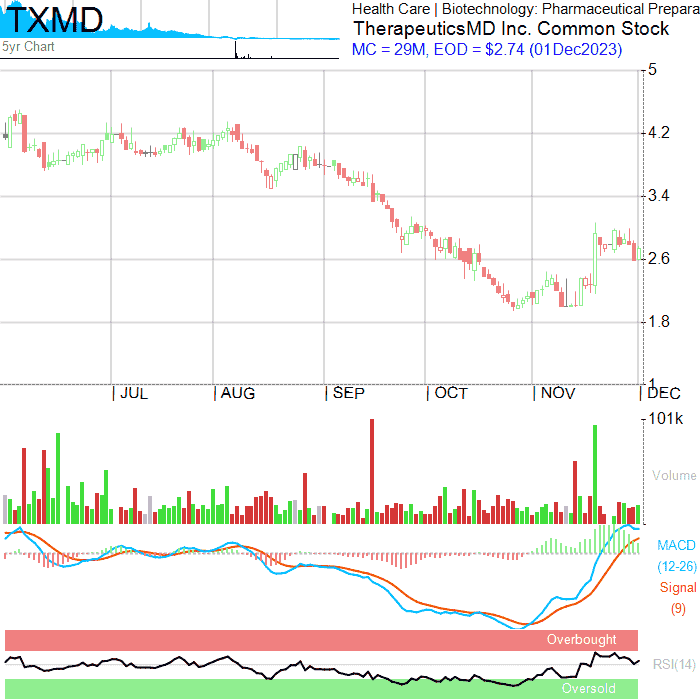 TXMD
5yr Chart
Health Care | Biotechnology: Pharmaceutical Prepara
TherapeuticsMD Inc. Common Stock
MC = 29M, EOD = $2.74 (01Dec2023)
5
4.2
3.4
2.6
1.8
1
JUL AUG SEP OCT NOV DEC
101k
Volume
MACD
(12-26)
Signal
(9)
Overbought
RSI(14)
Oversold